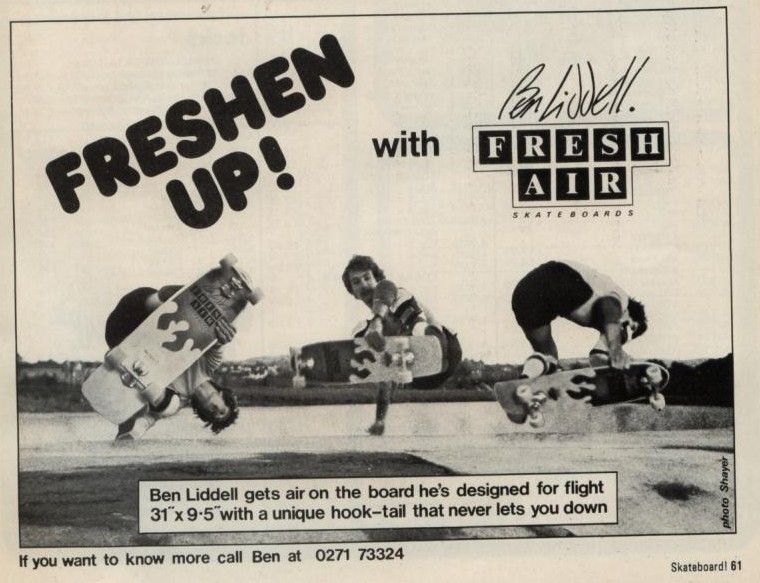 FRESHEN
UP!
with
Ben Liddell.
FRESH
AIR
SKATEBOARDS
Ben Liddell gets air on the board he's designed for flight
31"x 9·5" with a unique hook-tail that never lets you down
photo Shayer
If you want to know more call Ben at 0271 73324
Skateboard! 61